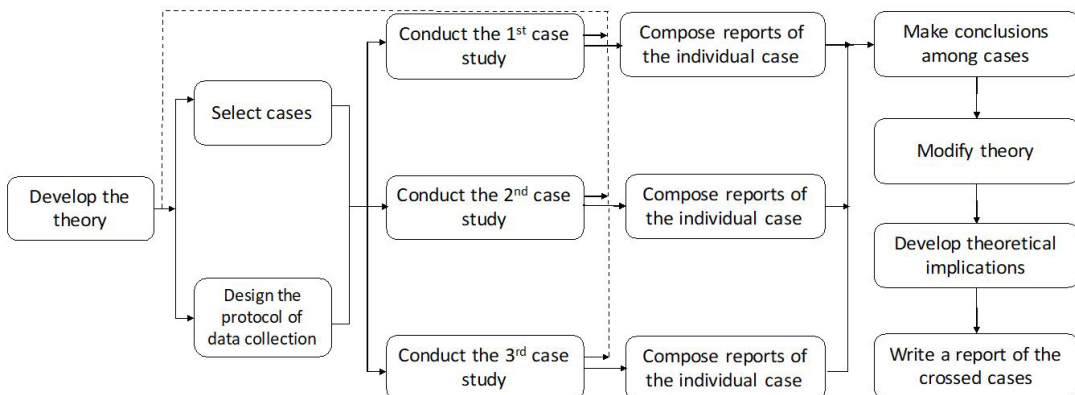 Develop the
theory
Select cases
Design the
protocol of
data collection
Conduct the 1st case
study
Conduct the 2nd case
study
Conduct the 3rd case
study
Compose reports of
the individual case
Compose reports of
the individual case
Compose reports of
the individual case
Make conclusions
among cases
Modify theory
Develop theoretical
implications
Write a report of the
crossed cases